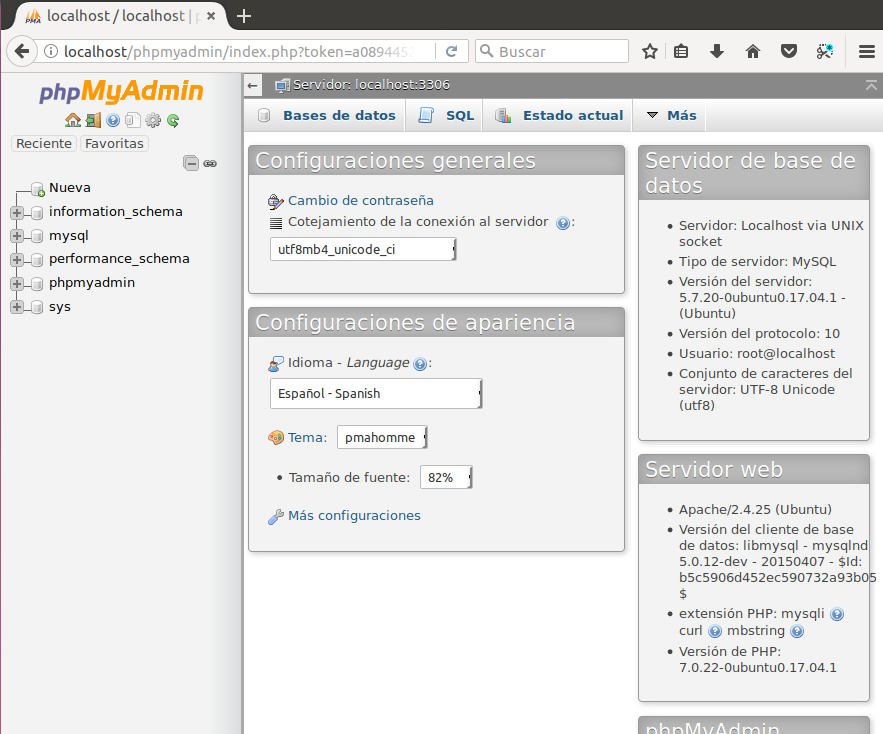 localhost / localhost | p
localhost/phpmyadmin/index.php?token=a0894452
Buscar
phpMyAdmin
Reciente
Favoritas
Nueva
information_schema
mysql
performance_schema
phpmyadmin
sys
Servidor: localhost:3306
Bases de datos
SQL
Estado actual
Más
Configuraciones generales
Cambio de contraseña
Cotejamiento de la conexión al servidor :
utf8mb4_unicode_ci
Configuraciones de apariencia
Idioma - Language :
Español - Spanish
Tema:
pmahomme
• Tamaño de fuente:
82%
Más configuraciones
Servidor de base de
datos
• Servidor: Localhost via UNIX
socket
• Tipo de servidor: MySQL
• Versión del servidor:
5.7.20-0ubuntu0.17.04.1 -
(Ubuntu)
• Versión del protocolo: 10
• Usuario: root@localhost
• Conjunto de caracteres del
servidor: UTF-8 Unicode
(utf8)
Servidor web
• Apache/2.4.25 (Ubuntu)
• Versión del cliente de base
de datos: libmysql - mysqlnd
5.0.12-dev - 20150407 - $Id:
b5c5906d452ec590732a93b05
$
• extensión PHP: mysqli
curl mbstring
• Versión de PHP:
7.0.22-0ubuntu0.17.04.1
phpMyAdmin